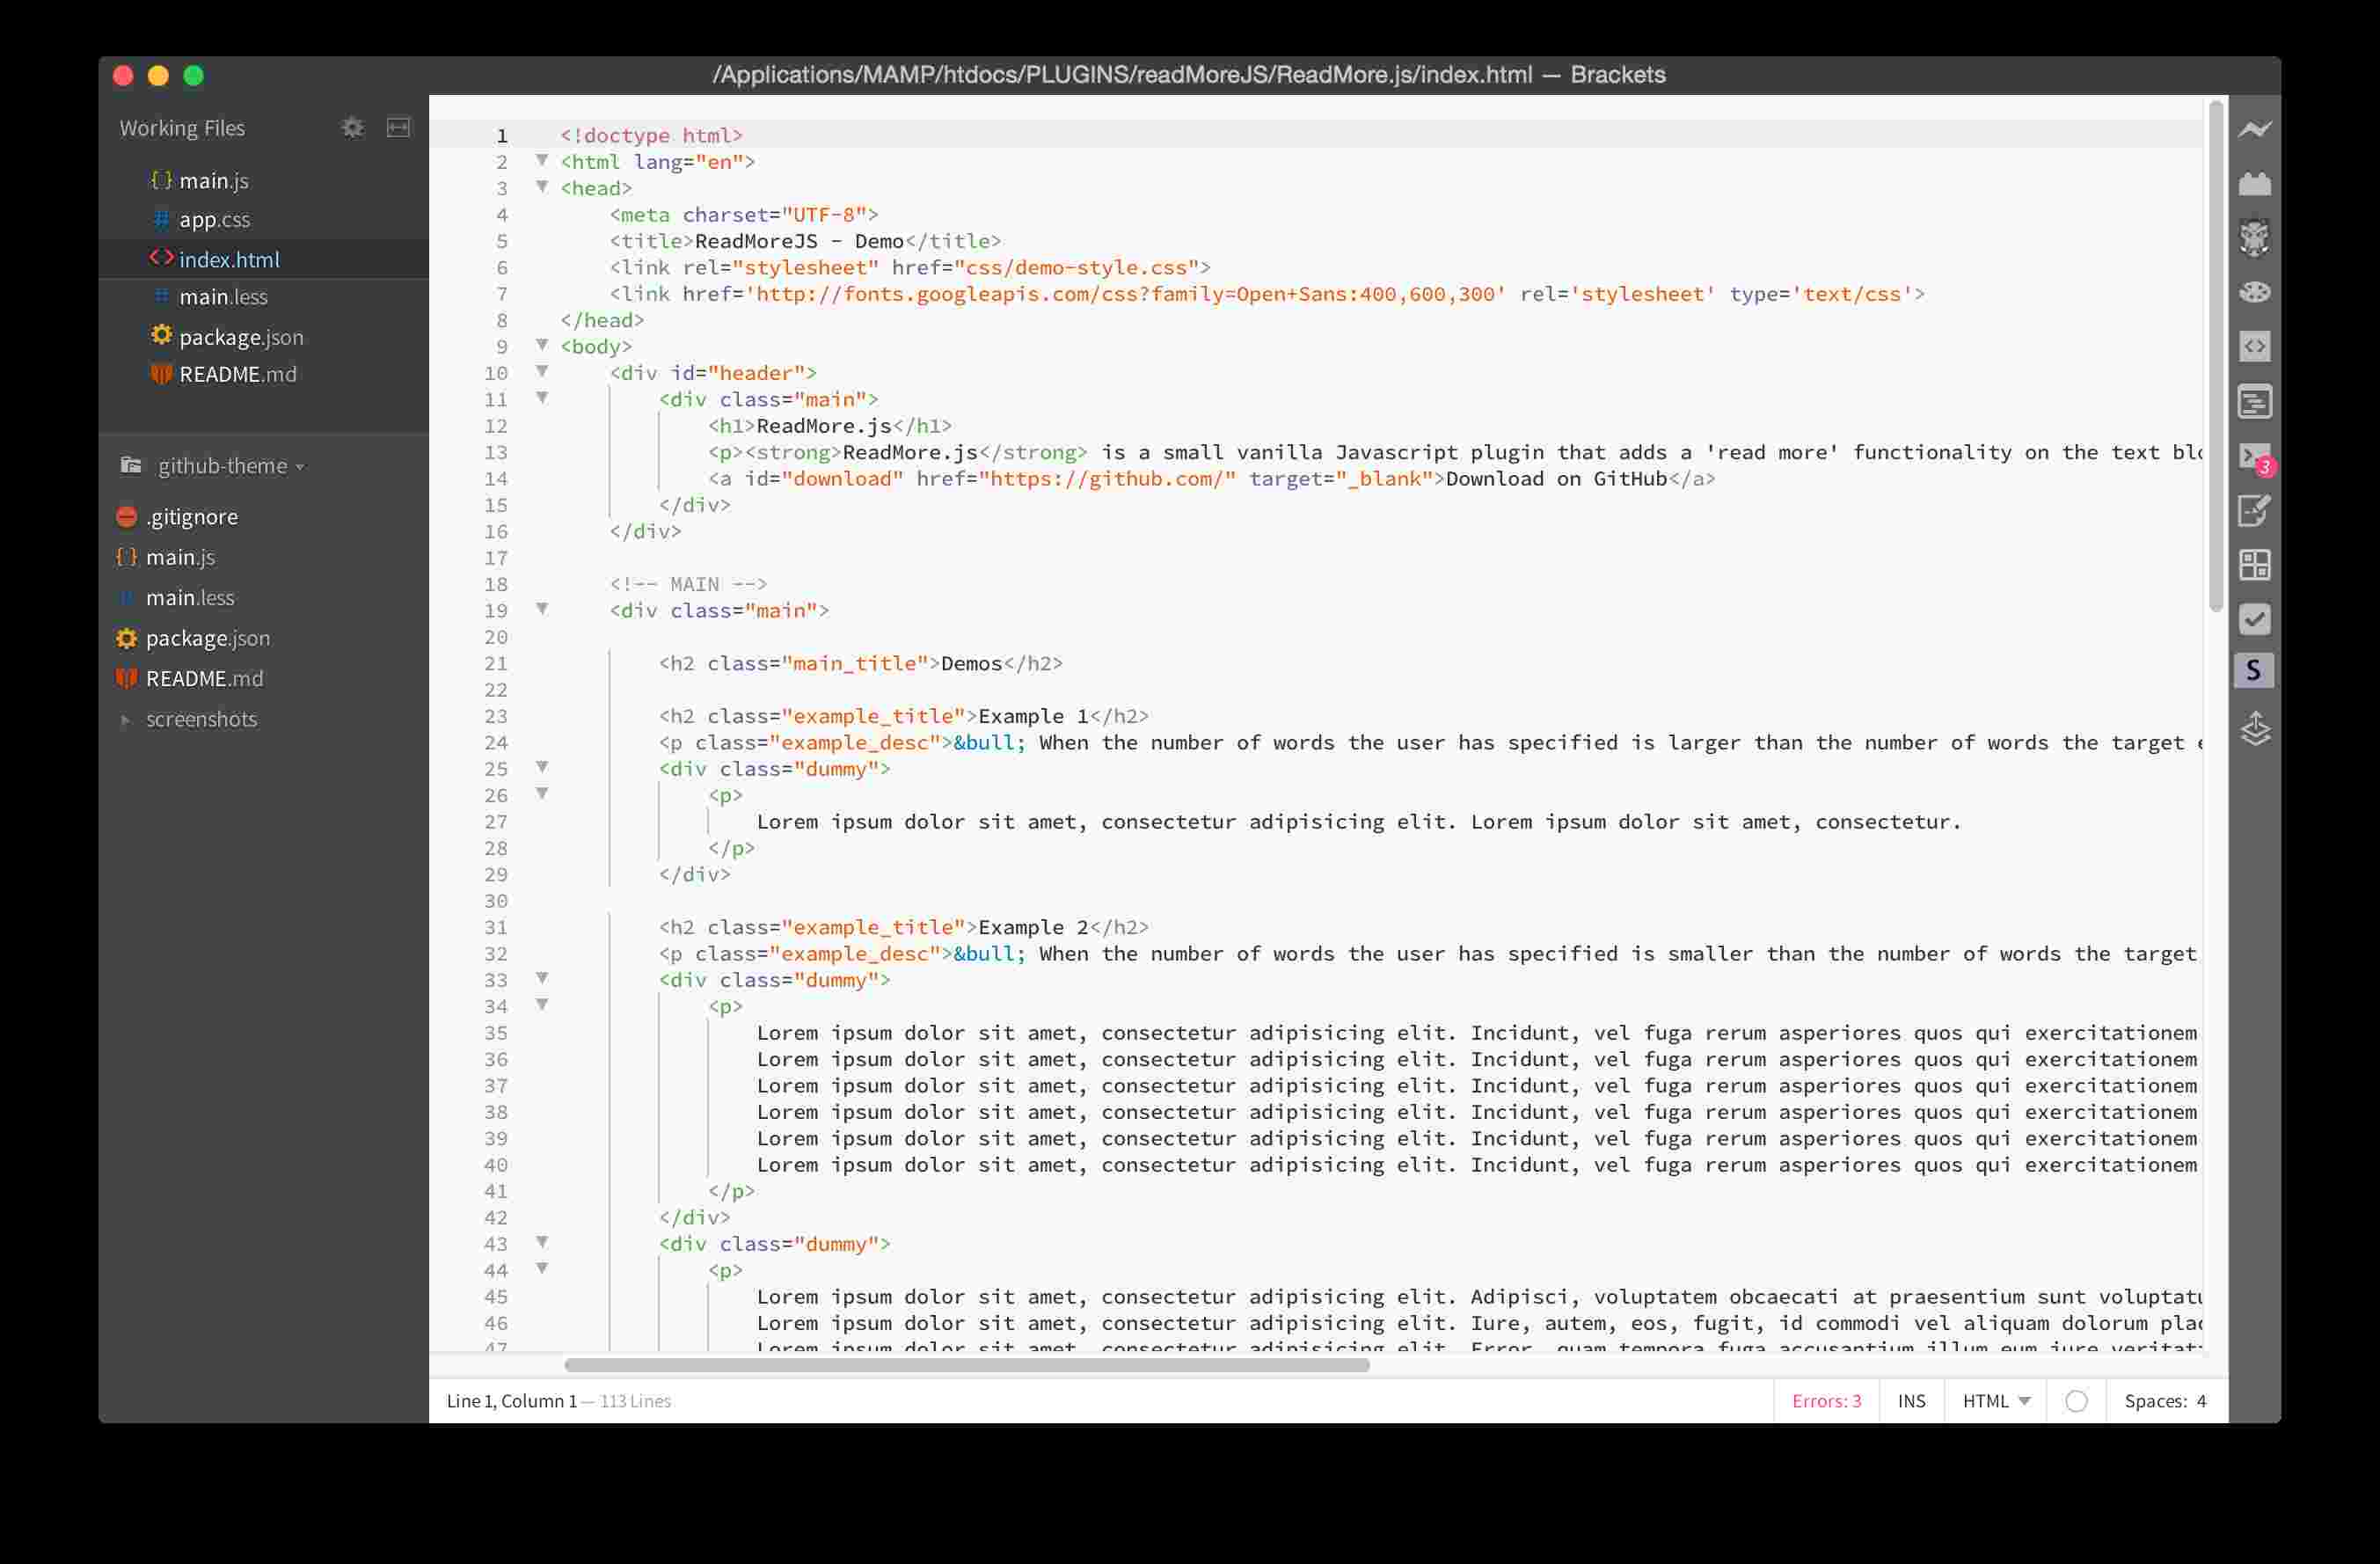 /Applications/MAMP/htdocs/PLUGINS/readMoreJS/ReadMore.js/index.html — Brackets
Working Files
{} main.js
# app.css
<> index.html
# main.less
package.json
README.md
github-theme
.gitignore
{} main.js
# main.less
package.json
README.md
screenshots
1 <!doctype html>
2 <html lang="en">
3 <head>
4 <meta charset="UTF-8">
5 <title>ReadMoreJS - Demo</title>
6 <link rel="stylesheet" href="css/demo-style.css">
7 <link href='http://fonts.googleapis.com/css?family=Open+Sans:400,600,300' rel='stylesheet' type='text/css'>
8 </head>
9 <body>
10 <div id="header">
11 <div class="main">
12 <h1>ReadMore.js</h1>
13 <p><strong>ReadMore.js</strong> is a small vanilla Javascript plugin that adds a 'read more' functionality on the text
14 <a id="download" href="https://github.com/" target="_blank">Download on GitHub</a>
15 </div>
16 </div>
17
18 <!-- MAIN -->
19 <div class="main">
20
21 <h2 class="main_title">Demos</h2>
22
23 <h2 class="example_title">Example 1</h2>
24 <p class="example_desc">&bull; When the number of words the user has specified is larger than the number of words the target
25 <div class="dummy">
26 <p>
27 Lorem ipsum dolor sit amet, consectetur adipisicing elit. Lorem ipsum dolor sit amet, consectetur.
28 </p>
29 </div>
30
31 <h2 class="example_title">Example 2</h2>
32 <p class="example_desc">&bull; When the number of words the user has specified is smaller than the number of words the target
33 <div class="dummy">
34 <p>
35 Lorem ipsum dolor sit amet, consectetur adipisicing elit. Incidunt, vel fuga rerum asperiores quos qui exercitationem
36 Lorem ipsum dolor sit amet, consectetur adipisicing elit. Incidunt, vel fuga rerum asperiores quos qui exercitationem
37 Lorem ipsum dolor sit amet, consectetur adipisicing elit. Incidunt, vel fuga rerum asperiores quos qui exercitationem
38 Lorem ipsum dolor sit amet, consectetur adipisicing elit. Incidunt, vel fuga rerum asperiores quos qui exercitationem
39 Lorem ipsum dolor sit amet, consectetur adipisicing elit. Incidunt, vel fuga rerum asperiores quos qui exercitationem
40 Lorem ipsum dolor sit amet, consectetur adipisicing elit. Incidunt, vel fuga rerum asperiores quos qui exercitationem
41 </p>
42 </div>
43 <div class="dummy">
44 <p>
45 Lorem ipsum dolor sit amet, consectetur adipisicing elit. Adipisci, voluptatem obcaecati at praesentium sunt
46 Lorem ipsum dolor sit amet, consectetur adipisicing elit. Iure, autem, eos, fugit, id commodi vel aliquam dolorum
47 Lorem ipsum dolor sit amet, consectetur adipisicing elit. Error, quam tempora fuga accusantium illum eum iure
3
S
Line 1, Column 1 — 113 Lines
Errors: 3
INS
HTML
Spaces: 4